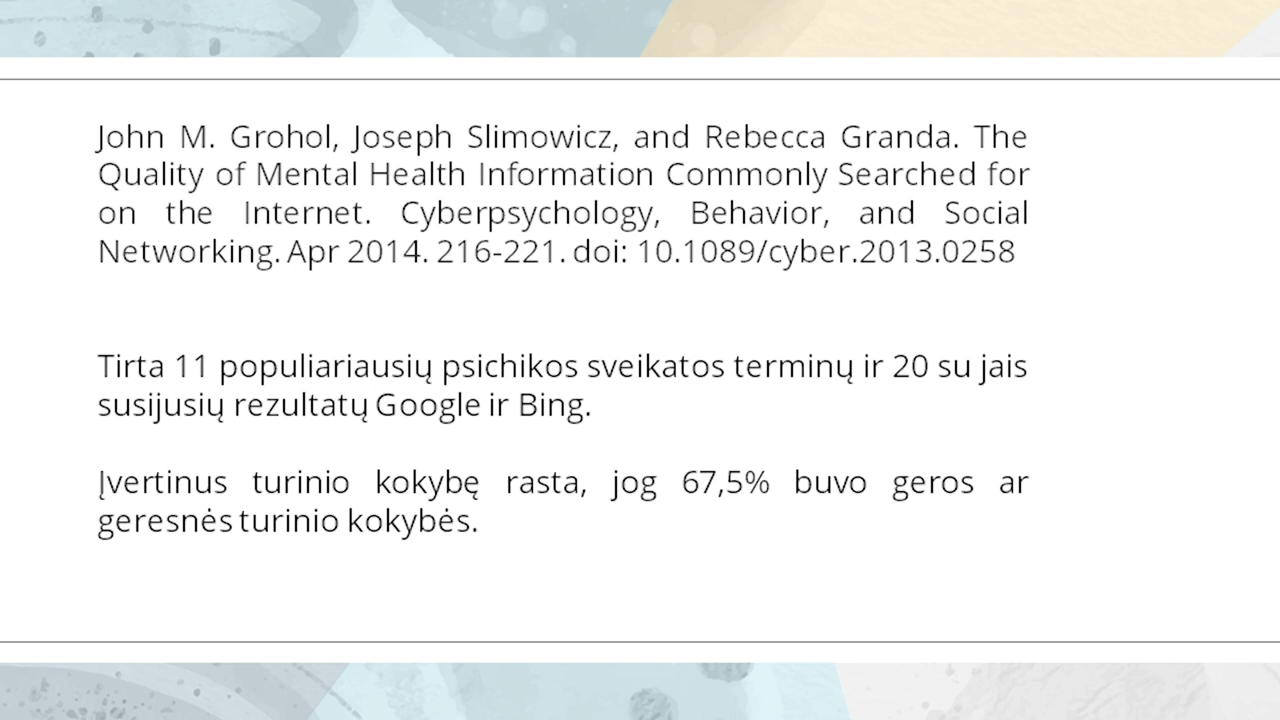 John M. Grohol, Joseph Slimowicz, and Rebecca Granda. The
Quality of Mental Health Information Commonly Searched for
on the Internet. Cyberpsychology, Behavior, and Social
Networking. Apr 2014. 216-221. doi: 10.1089/cyber.2013.0258
Tirta 11 populiariausių psichikos sveikatos terminų ir 20 su jais
susijusių rezultatų Google ir Bing.
Įvertinus turinio kokybę rasta, jog 67,5% buvo geros ar
geresnės turinio kokybės.